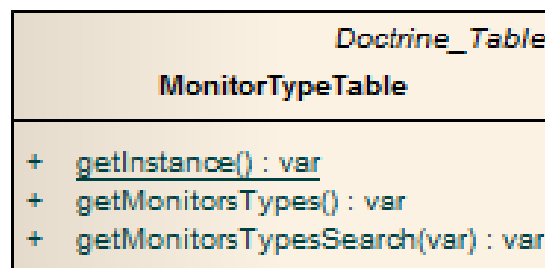 Doctrine_Table
MonitorTypeTable
+ getInstance() : var
+ getMonitorsTypes() : var
+ getMonitorsTypesSearch(var) : var